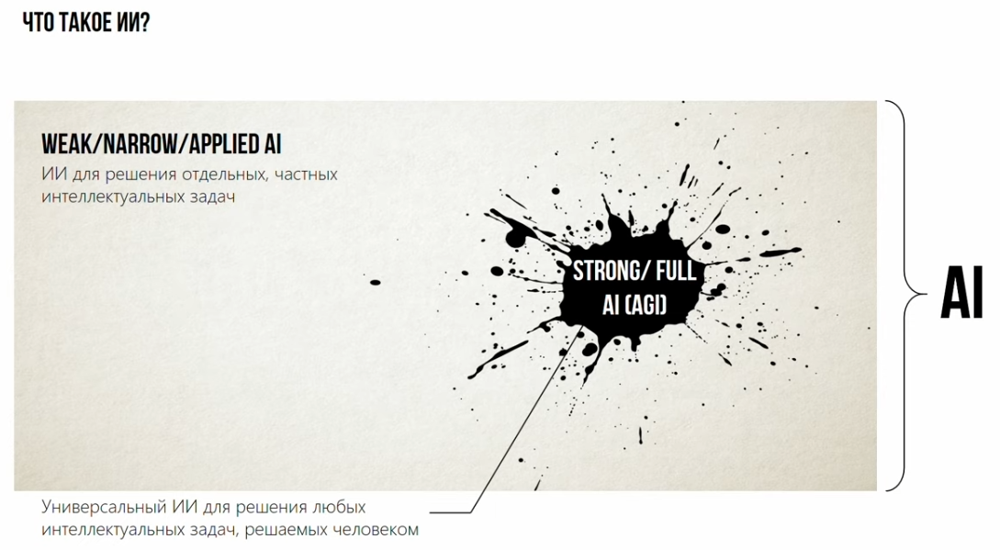 ЧТО ТАКОЕ ИИ?
WEAK/NARROW/APPLIED AI
ИИ для решения отдельных, частных
интеллектуальных задач
STRONG/ FULL
AI (AGI)
AI
Универсальный ИИ для решения любых
интеллектуальных задач, решаемых человеком